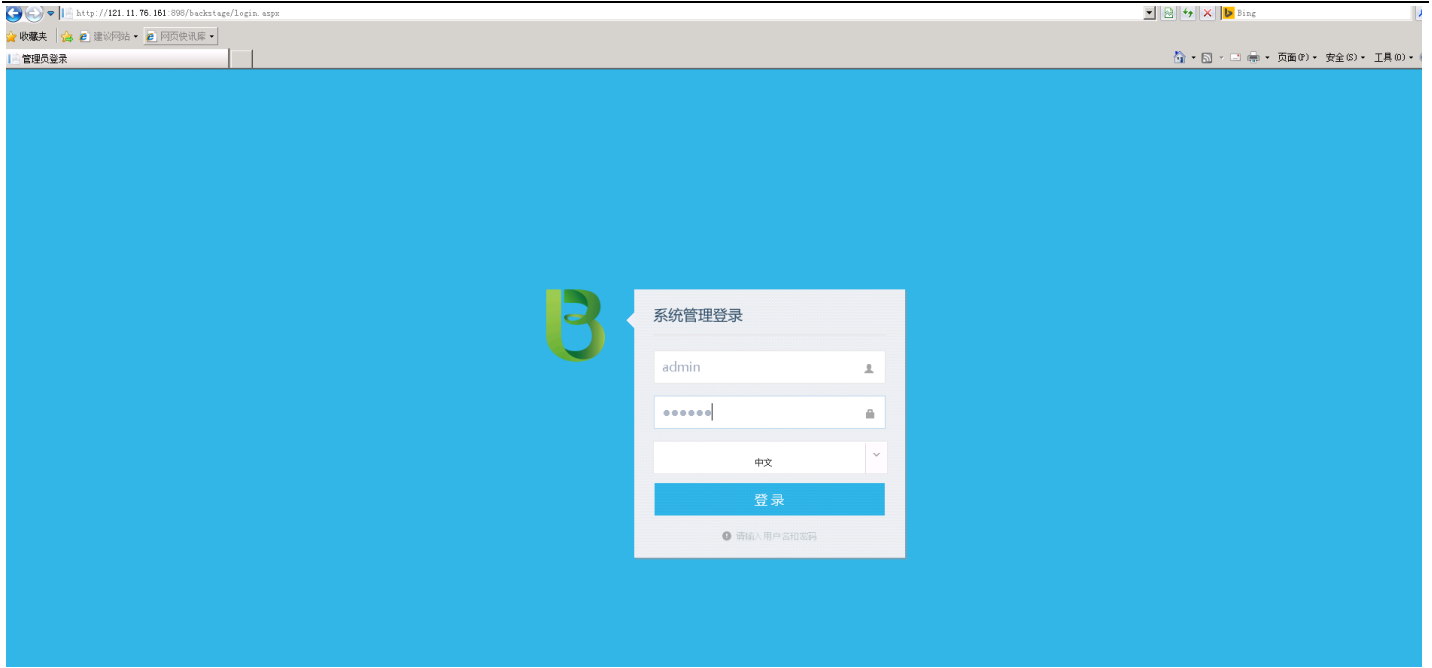 http://121.11.76.161:898/backstage/login.aspx
Bing
收藏夹
建议网站
网页快讯库
管理员登录
页面(P)
安全(S)
工具(O)
系统管理登录
admin
中文
登录
请输入用户名和密码